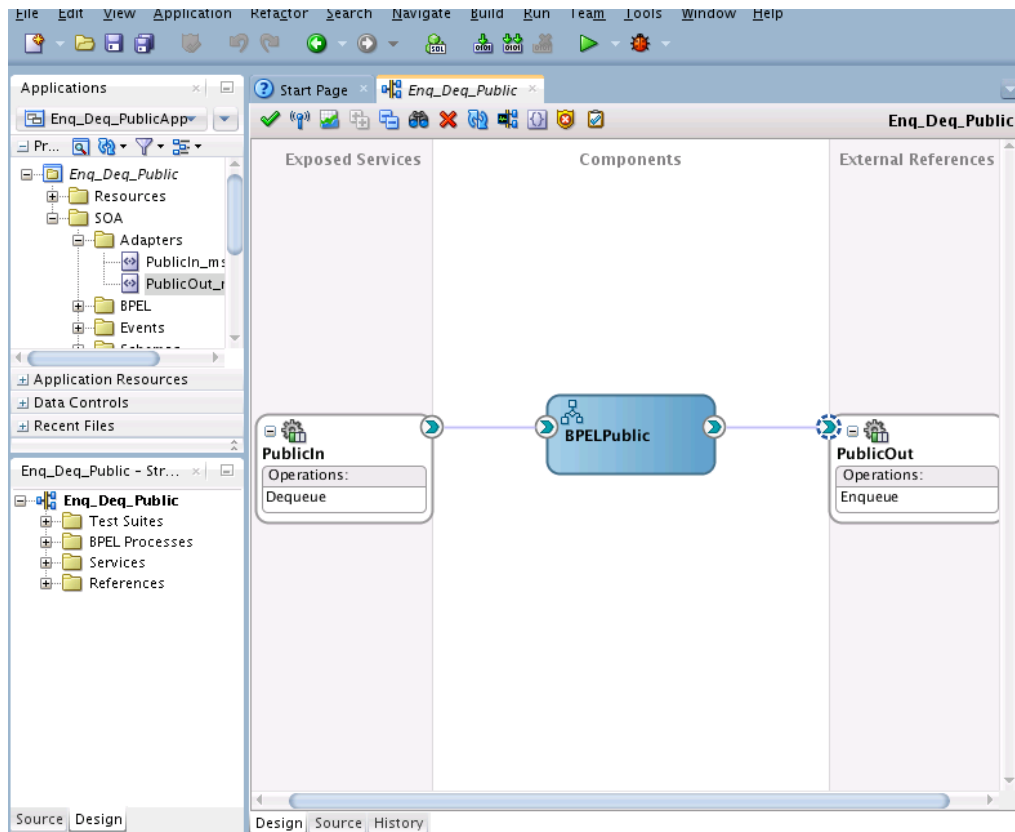 File Edit View Application Refactor Search Navigate Build Run Team Tools Window Help
Applications
Start Page
Enq_Deq_Public
Enq_Deq_PublicApp
Enq_Deq_Public
Pr...
Exposed Services
Components
External References
Enq_Deq_Public
Resources
SOA
Adapters
PublicIn_ms
PublicOut_r
BPEL
Events
Application Resources
Data Controls
Recent Files
PublicIn
Operations:
Dequeue
BPELPublic
PublicOut
Operations:
Enqueue
Enq_Deq_Public - Str...
Enq_Deq_Public
Test Suites
BPEL Processes
Services
References
Source Design
Design Source History